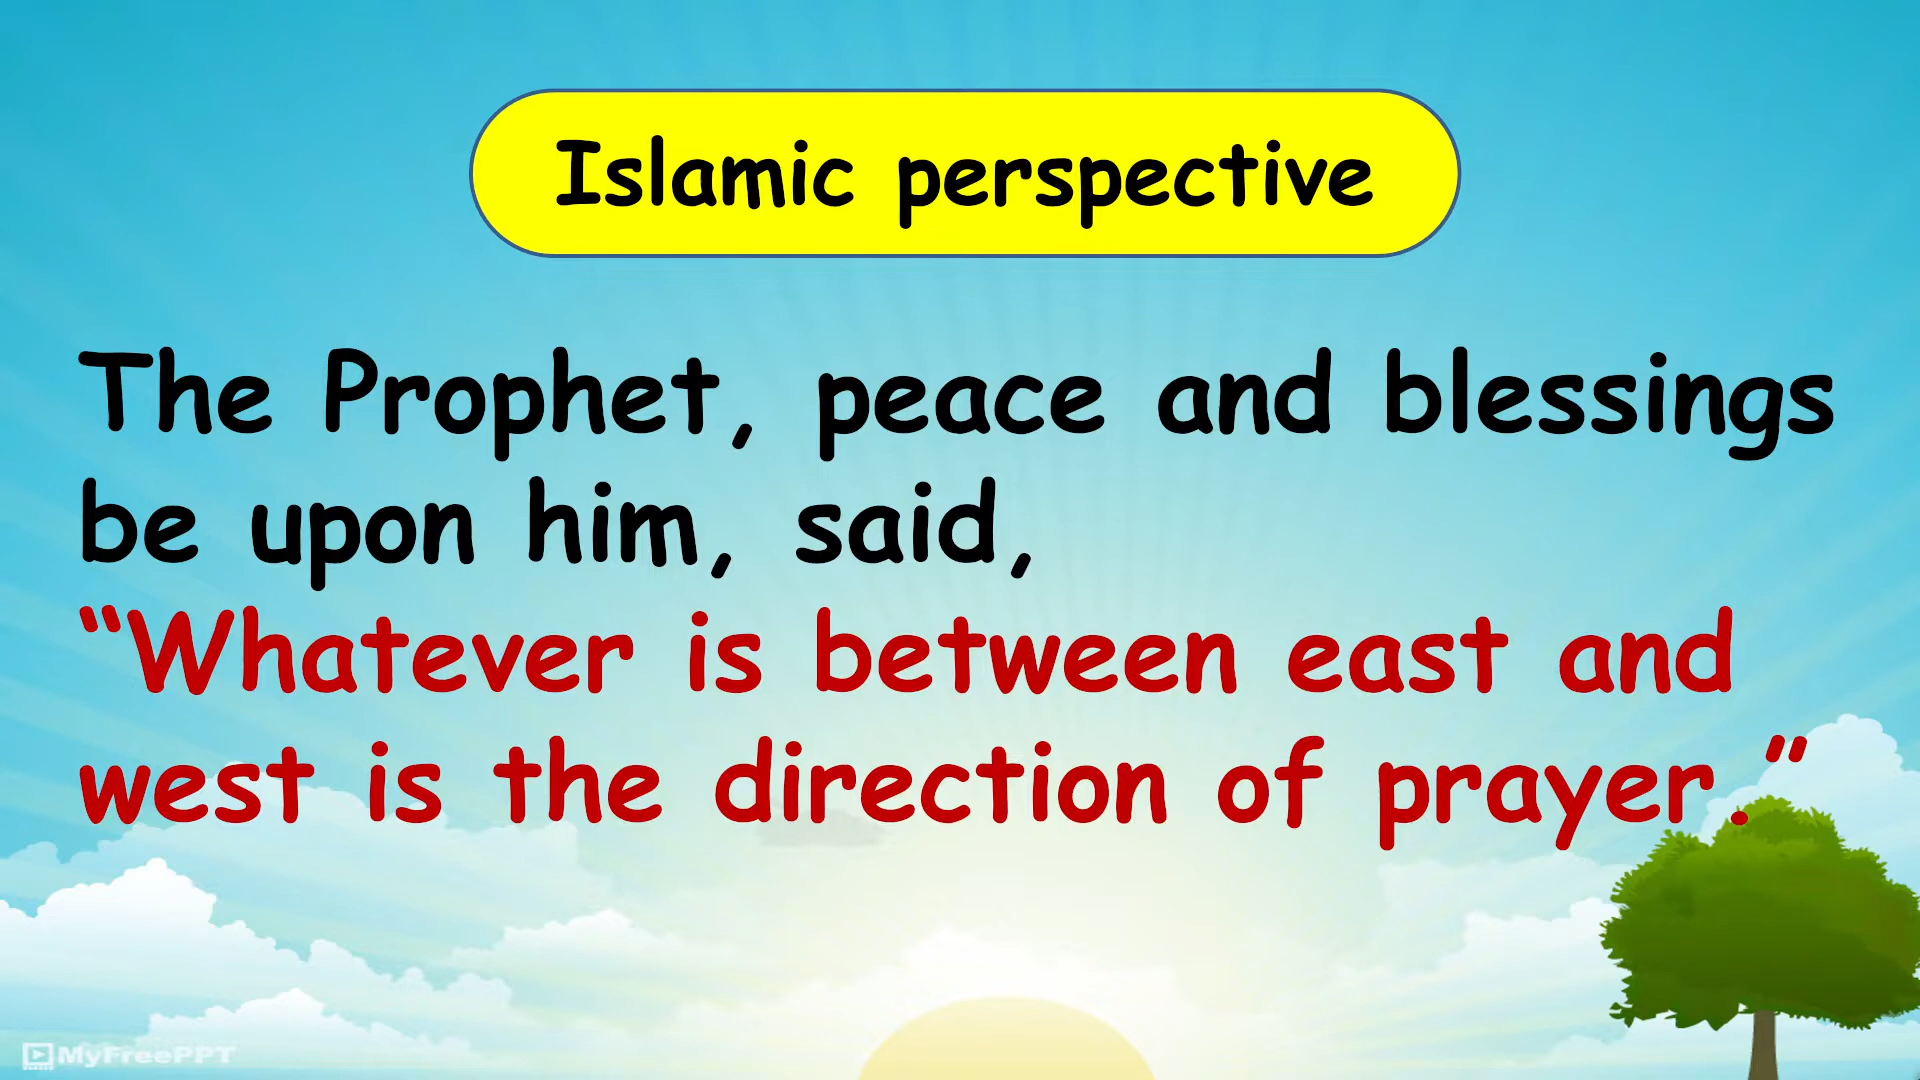 Islamic perspective
The Prophet, peace and blessings
be upon him, said,
“Whatever is between east and
west is the direction of prayer.”
MyFreePPT